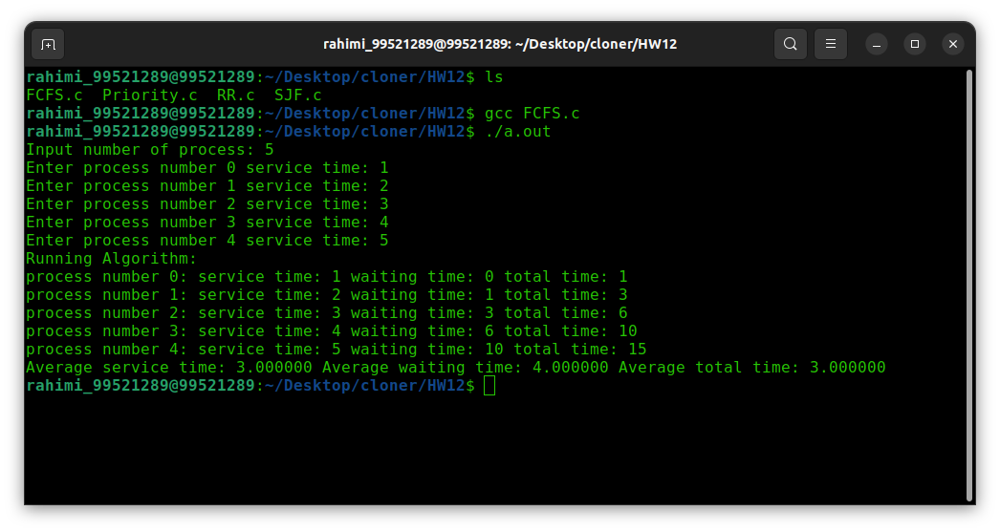 rahimi_99521289@99521289: ~/Desktop/cloner/HW12
rahimi_99521289@99521289:~/Desktop/cloner/HW12$ ls
FCFS.c  Priority.c  RR.c  SJF.c
rahimi_99521289@99521289:~/Desktop/cloner/HW12$ gcc FCFS.c
rahimi_99521289@99521289:~/Desktop/cloner/HW12$ ./a.out
Input number of process: 5
Enter process number 0 service time: 1
Enter process number 1 service time: 2
Enter process number 2 service time: 3
Enter process number 3 service time: 4
Enter process number 4 service time: 5
Running Algorithm:
process number 0: service time: 1 waiting time: 0 total time: 1
process number 1: service time: 2 waiting time: 1 total time: 3
process number 2: service time: 3 waiting time: 3 total time: 6
process number 3: service time: 4 waiting time: 6 total time: 10
process number 4: service time: 5 waiting time: 10 total time: 15
Average service time: 3.000000 Average waiting time: 4.000000 Average total time: 3.000000
rahimi_99521289@99521289:~/Desktop/cloner/HW12$